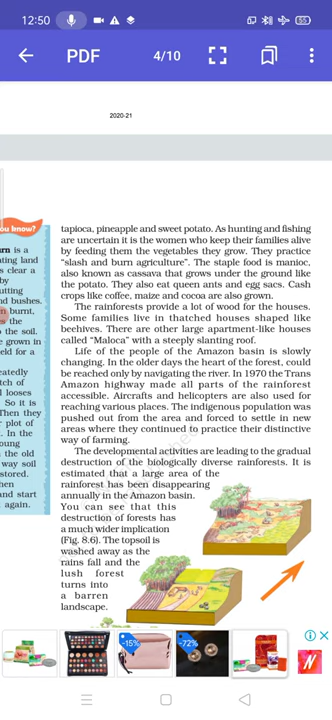 12:50
PDF
4/10
2020-21
ou know?
urn is a
ating land
s clear a
by
utting
nd bushes.
n burnt,
s the
o the soil.
e grown in
eld for a
eatedly
tch of
l looses
. So it is
Then they
r plot of
. In the
oung
n the old
way soil
stored.
hen
and start
again.
tapioca, pineapple and sweet potato. As hunting and fishing
are uncertain it is the women who keep their families alive
by feeding them the vegetables they grow. They practice
“slash and burn agriculture”. The staple food is manioc,
also known as cassava that grows under the ground like
the potato. They also eat queen ants and egg sacs. Cash
crops like coffee, maize and cocoa are also grown.
The rainforests provide a lot of wood for the houses.
Some families live in thatched houses shaped like
beehives. There are other large apartment-like houses
called “Maloca” with a steeply slanting roof.
Life of the people of the Amazon basin is slowly
changing. In the older days the heart of the forest, could
be reached only by navigating the river. In 1970 the Trans
Amazon highway made all parts of the rainforest
accessible. Aircrafts and helicopters are also used for
reaching various places. The indigenous population was
pushed out from the area and forced to settle in new
areas where they continued to practice their distinctive
way of farming.
The developmental activities are leading to the gradual
destruction of the biologically diverse rainforests. It is
estimated that a large area of the
rainforest has been disappearing
annually in the Amazon basin.
You can see that this
destruction of forests has
a much wider implication
(Fig. 8.6). The topsoil is
washed away as the
rains fall and the
lush forest
turns into
a barren
landscape.
-15%
-72%
N